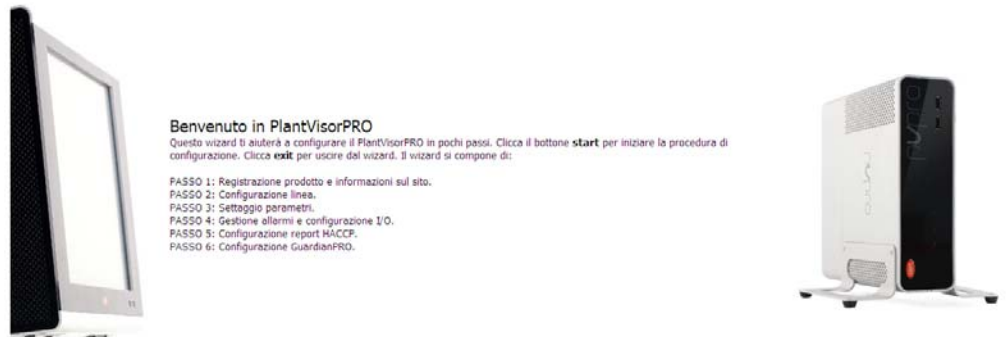 Benvenuto in PlantVisorPRO
Questo wizard ti aiuterà a configurare il PlantVisorPRO in pochi passi. Clicca il bottone start per iniziare la procedura di
configurazione. Clicca exit per uscire dal wizard. Il wizard si compone di:
PASSO 1: Registrazione prodotto e informazioni sul sito.
PASSO 2: Configurazione linea.
PASSO 3: Settaggio parametri.
PASSO 4: Gestione allarmi e configurazione I/O.
PASSO 5: Configurazione report HACCP.
PASSO 6: Configurazione GuardianPRO.